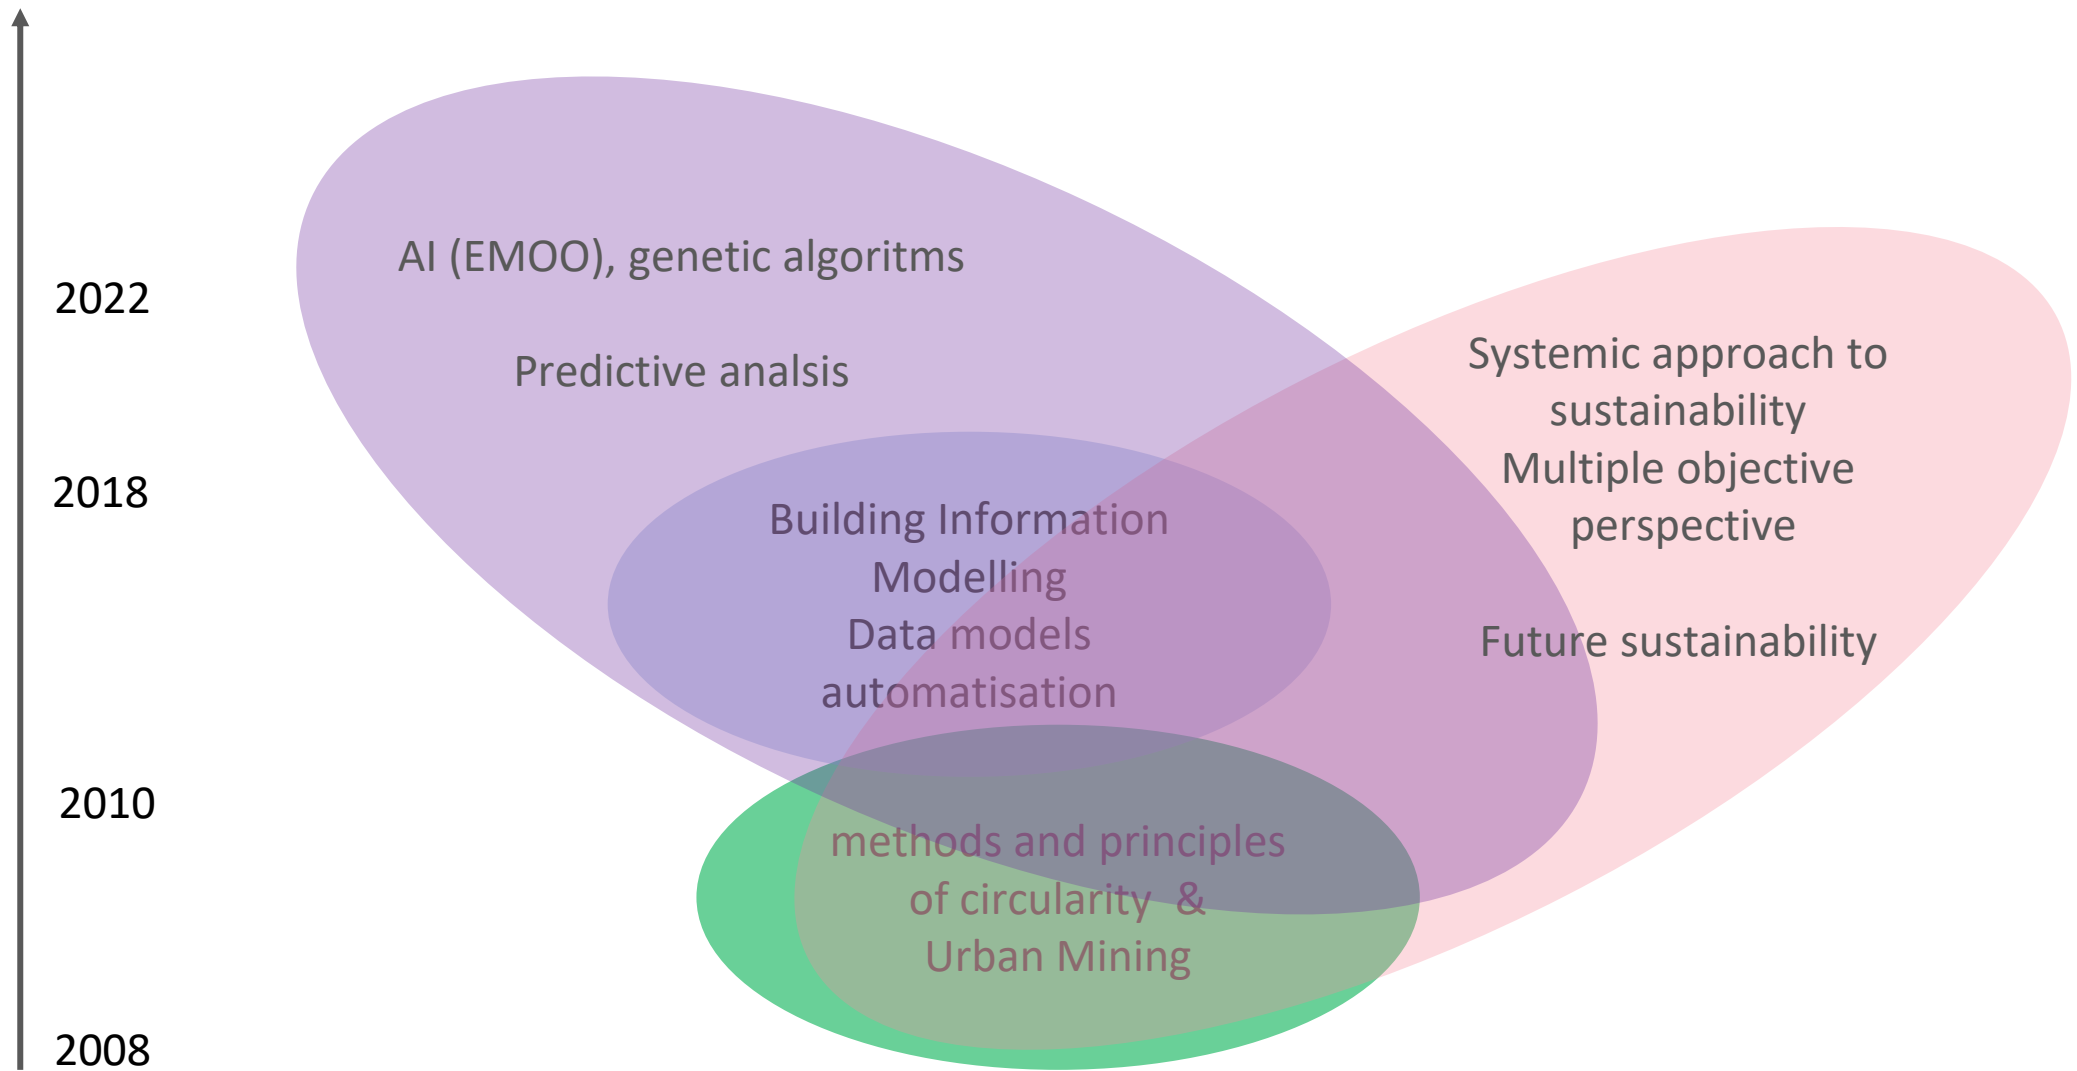 AI (EMOO), genetic algoritms
2022
Predictive analsis
Systemic approach to
sustainability
Multiple objective
perspective
Future sustainability
2018
Building Information
Modelling
Data models
automatisation
2010
methods and principles
of circularity &
Urban Mining
2008